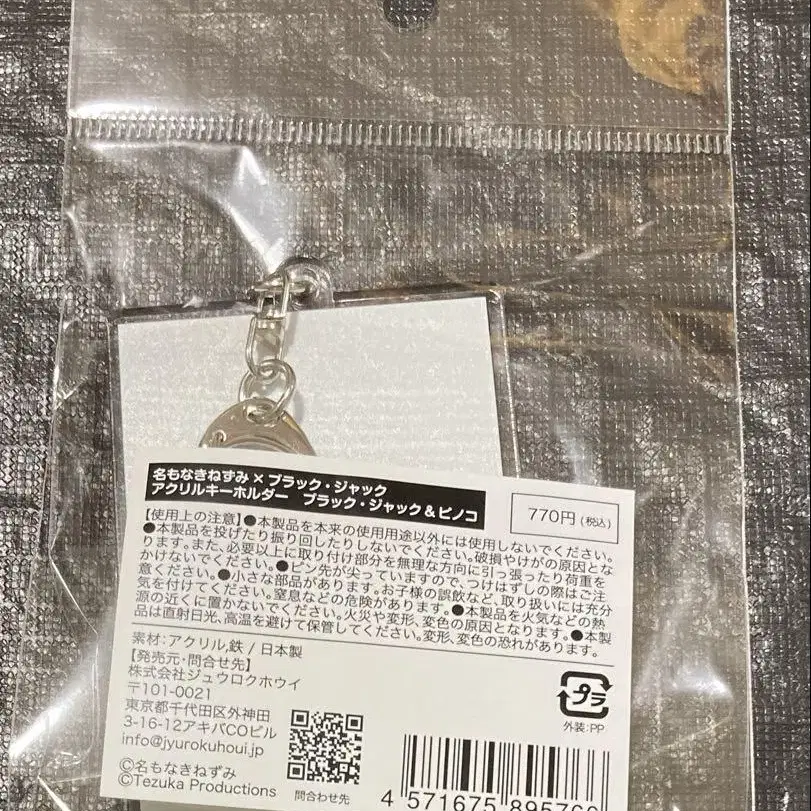 名もなきねずみ×ブラック・ジャック
アクリルキーホルダー　ブラック・ジャック&ピノコ
770円(税込)
【使用上の注意】●本製品を本来の使用用途以外には使用しないでください。
●本製品を投げたり振り回したりしないでください。破損やけがの原因とな
ります。また、必要以上に取り付け部分を無理な方向に引っ張ったり荷重を
かけないでください。●ピン先が尖っていますので、つけはずしの際はご注
意ください。●小さな部品があります。お子様の誤飲など、取り扱いには充分
気を付けてください。窒息などの危険があります。●本製品を火気などの熱
源の近くに置かないでください。火災や変形、変色の原因となります。●本製
品は直射日光、高温を避けて保管してください。変形、変色の恐れがあります。
素材:アクリル,鉄/日本製
【発売元・問合せ先】
株式会社ジュウロクホウイ
〒101-0021
東京都千代田区外神田
3-16-12アキバCOビル
info@jyurokuhoui.jp
©名もなきねずみ
©Tezuka Productions
問合わせ先
プラ
外装:PP
4 571675 895760